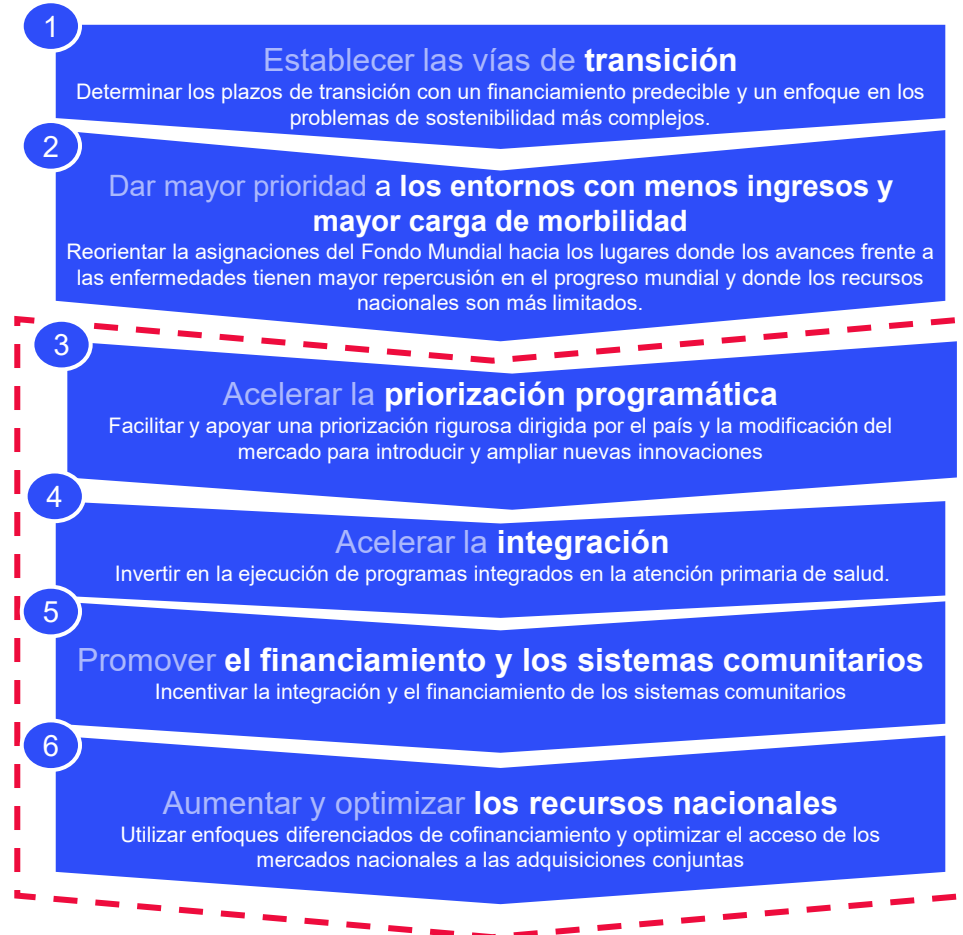 1
Establecer las vías de transición
Determinar los plazos de transición con un financiamiento predecible y un enfoque en los
problemas de sostenibilidad más complejos.
2
Dar mayor prioridad a los entornos con menos ingresos y
mayor carga de morbilidad
Reorientar la asignaciones del Fondo Mundial hacia los lugares donde los avances frente a
las enfermedades tienen mayor repercusión en el progreso mundial y donde los recursos
nacionales son más limitados.
3
Acelerar la priorización programática
Facilitar y apoyar una priorización rigurosa dirigida por el país y la modificación del
mercado para introducir y ampliar nuevas innovaciones
4
Acelerar la integración
Invertir en la ejecución de programas integrados en la atención primaria de salud.
5
Promover el financiamiento y los sistemas comunitarios
Incentivar la integración y el financiamiento de los sistemas comunitarios
6
Aumentar y optimizar los recursos nacionales
Utilizar enfoques diferenciados de cofinanciamiento y optimizar el acceso de los
mercados nacionales a las adquisiciones conjuntas